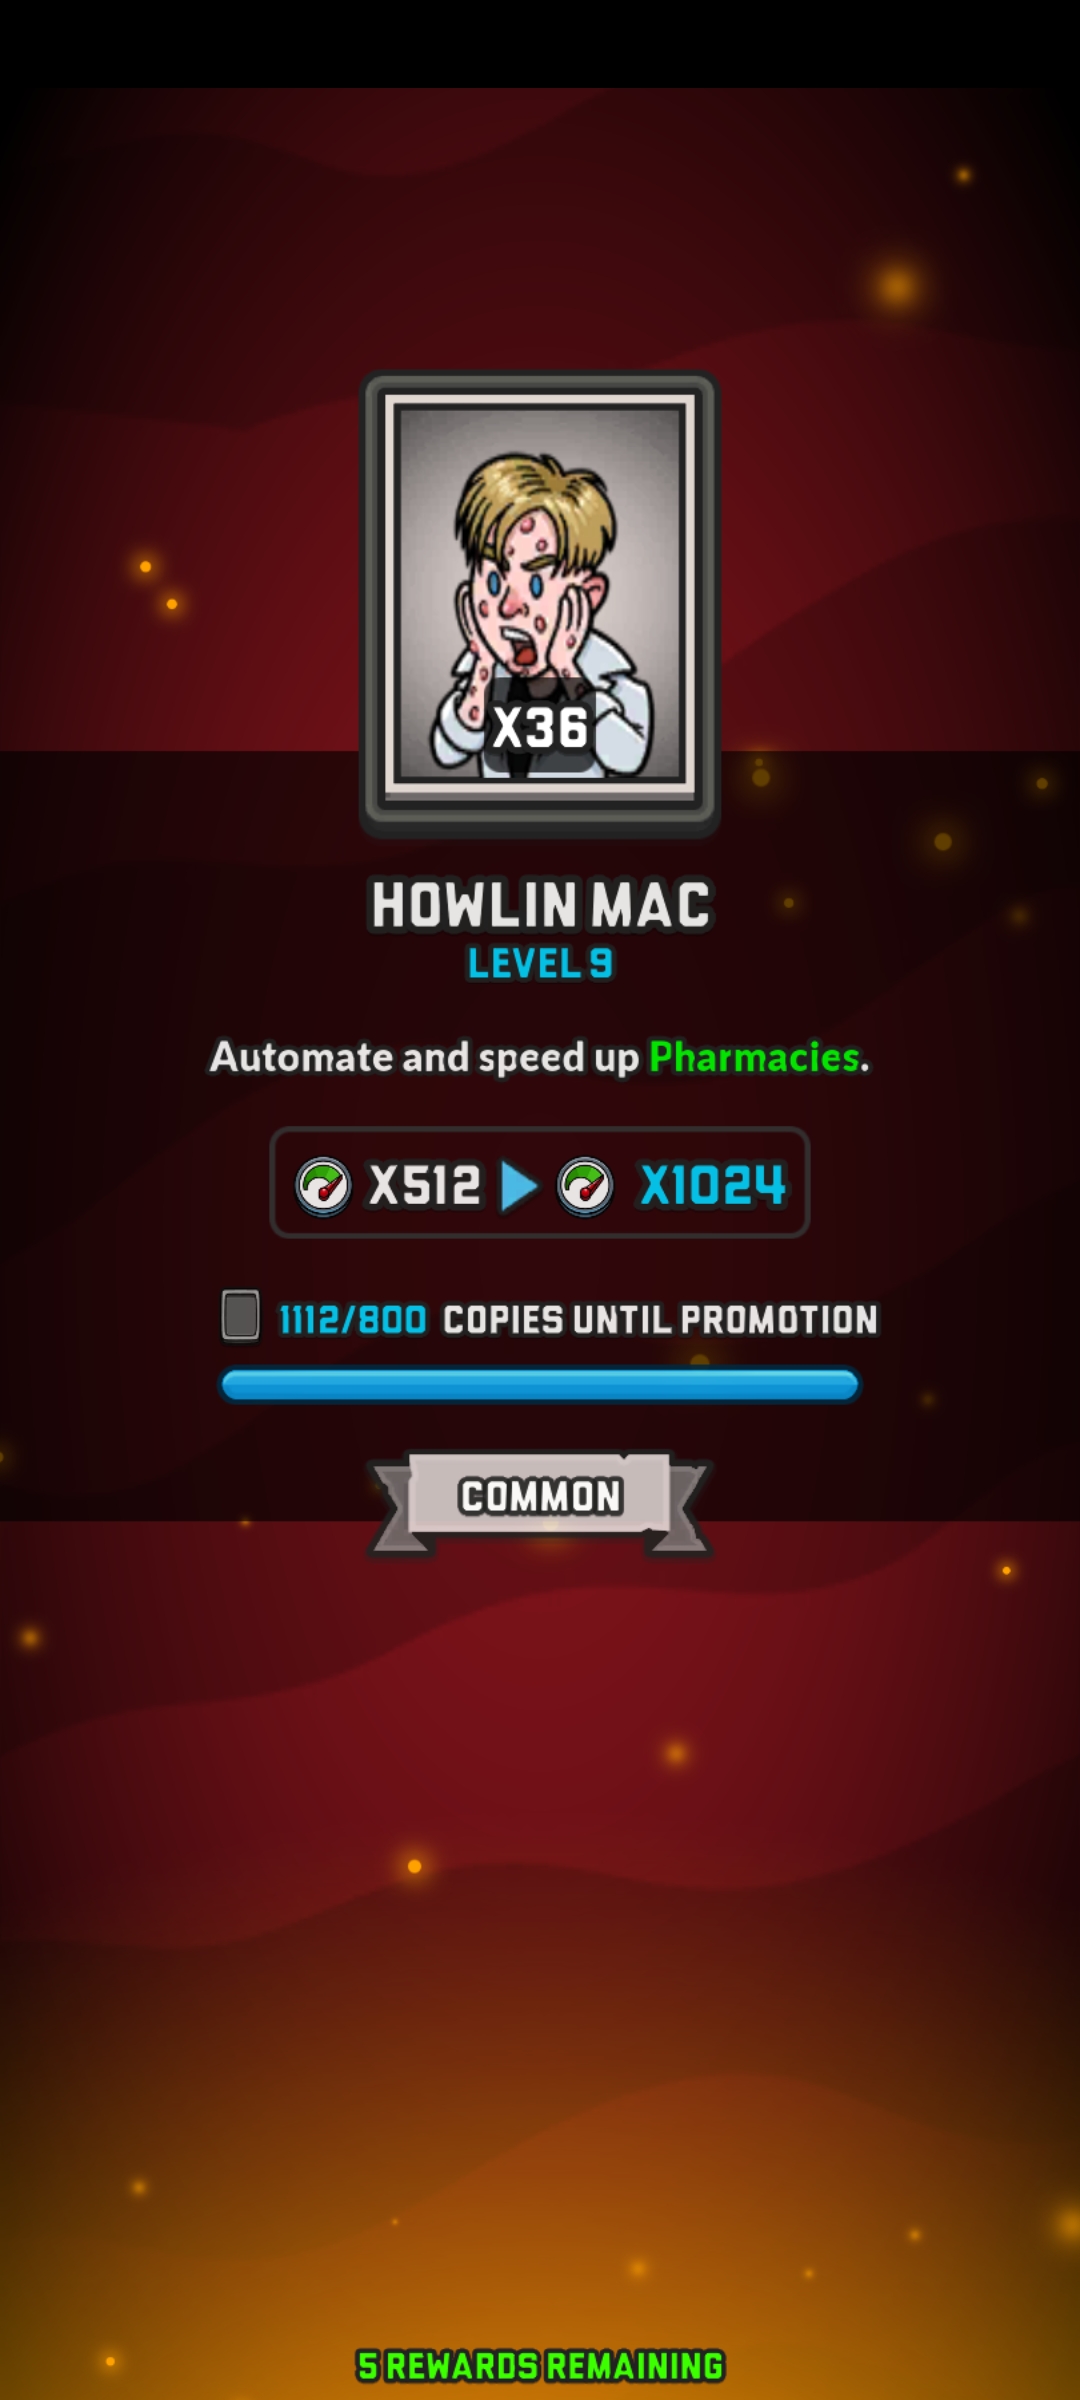 X36
HOWLIN MAC
LEVEL 9
Automate and speed up Pharmacies.
X512 X1024
1112/800 COPIES UNTIL PROMOTION
COMMON
5 REWARDS REMAINING